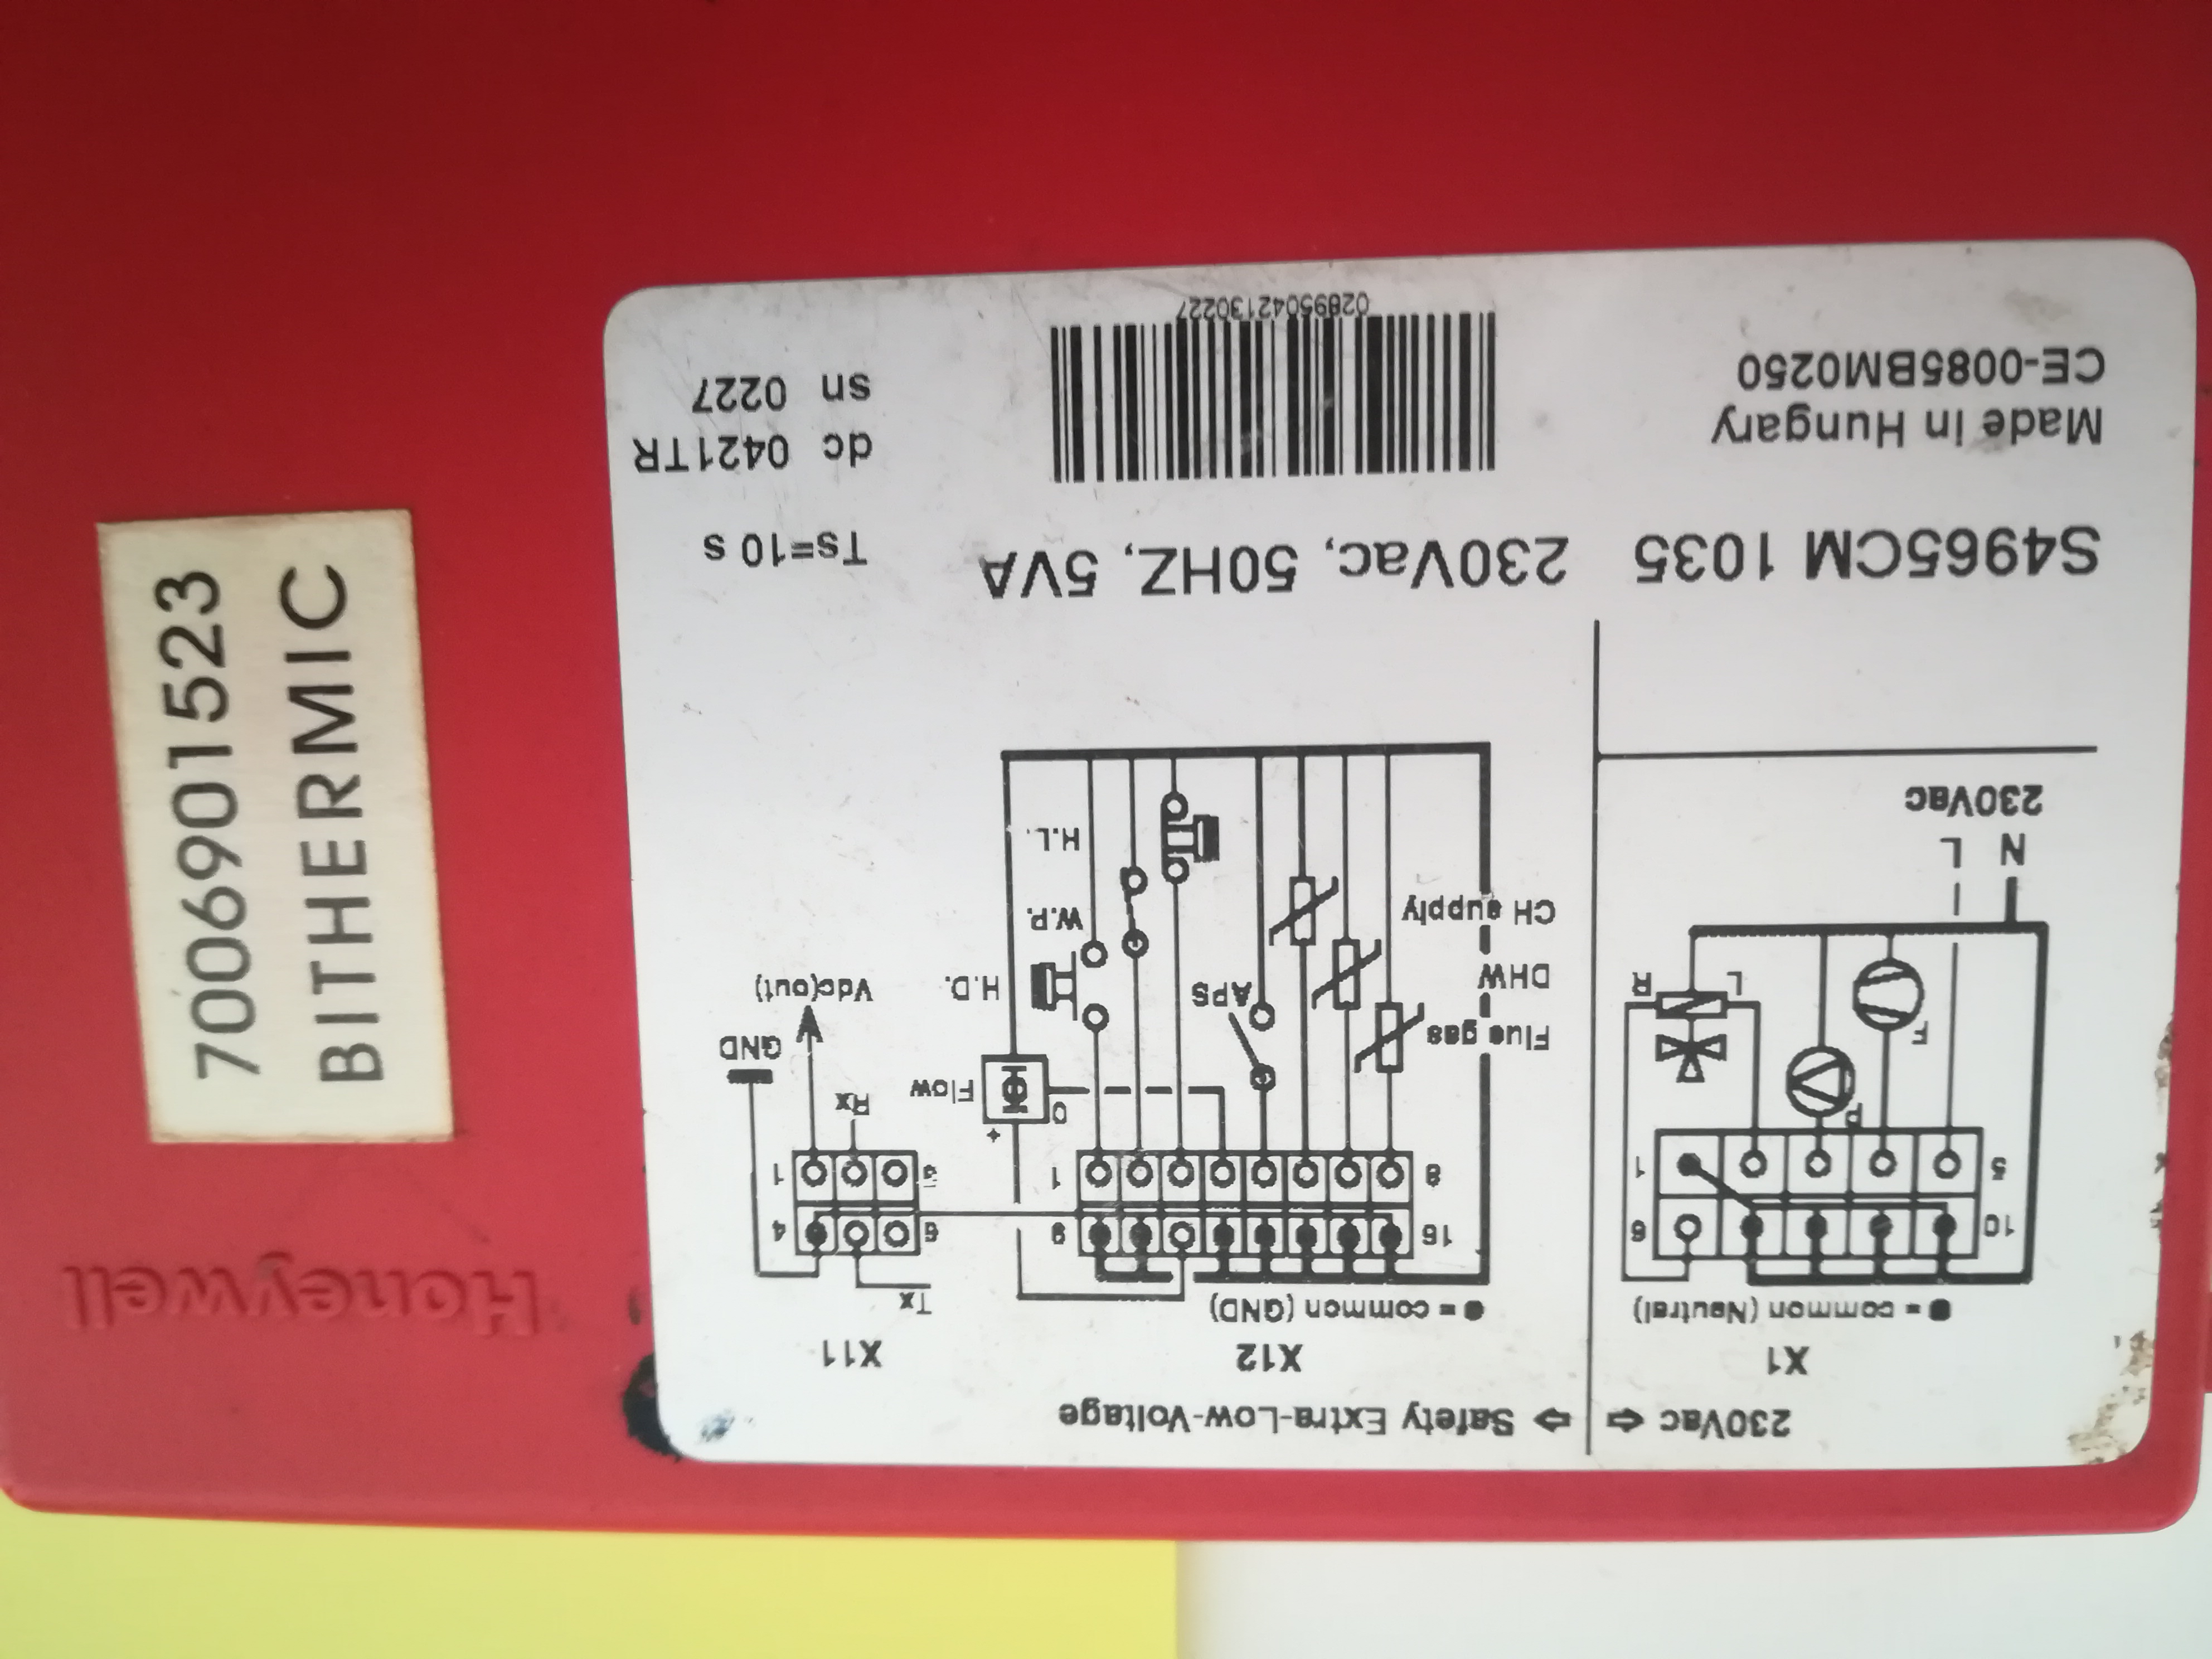 230Vac ⇦ ⇨ Safety Extra-Low-Voltage
X1 X12 X11
● = common (Neutral)
● = common (GND)
Tx
10 6
16 9
6 4
5 1
8 1
3 1
P
F
L R
N L
230Vac
Flue gas
DHW
CH supply
APS
+
0
Flow
H.D.
W.P.
H.L.
Rx
GND
Vdc(out)
S4965CM 1035 230Vac, 50HZ, 5VA Ts=10 s
Made in Hungary
CE-0085BM0250
02895042130227
dc 0421TR
sn 0227
Honeywell
7006901523
BITHERMIC